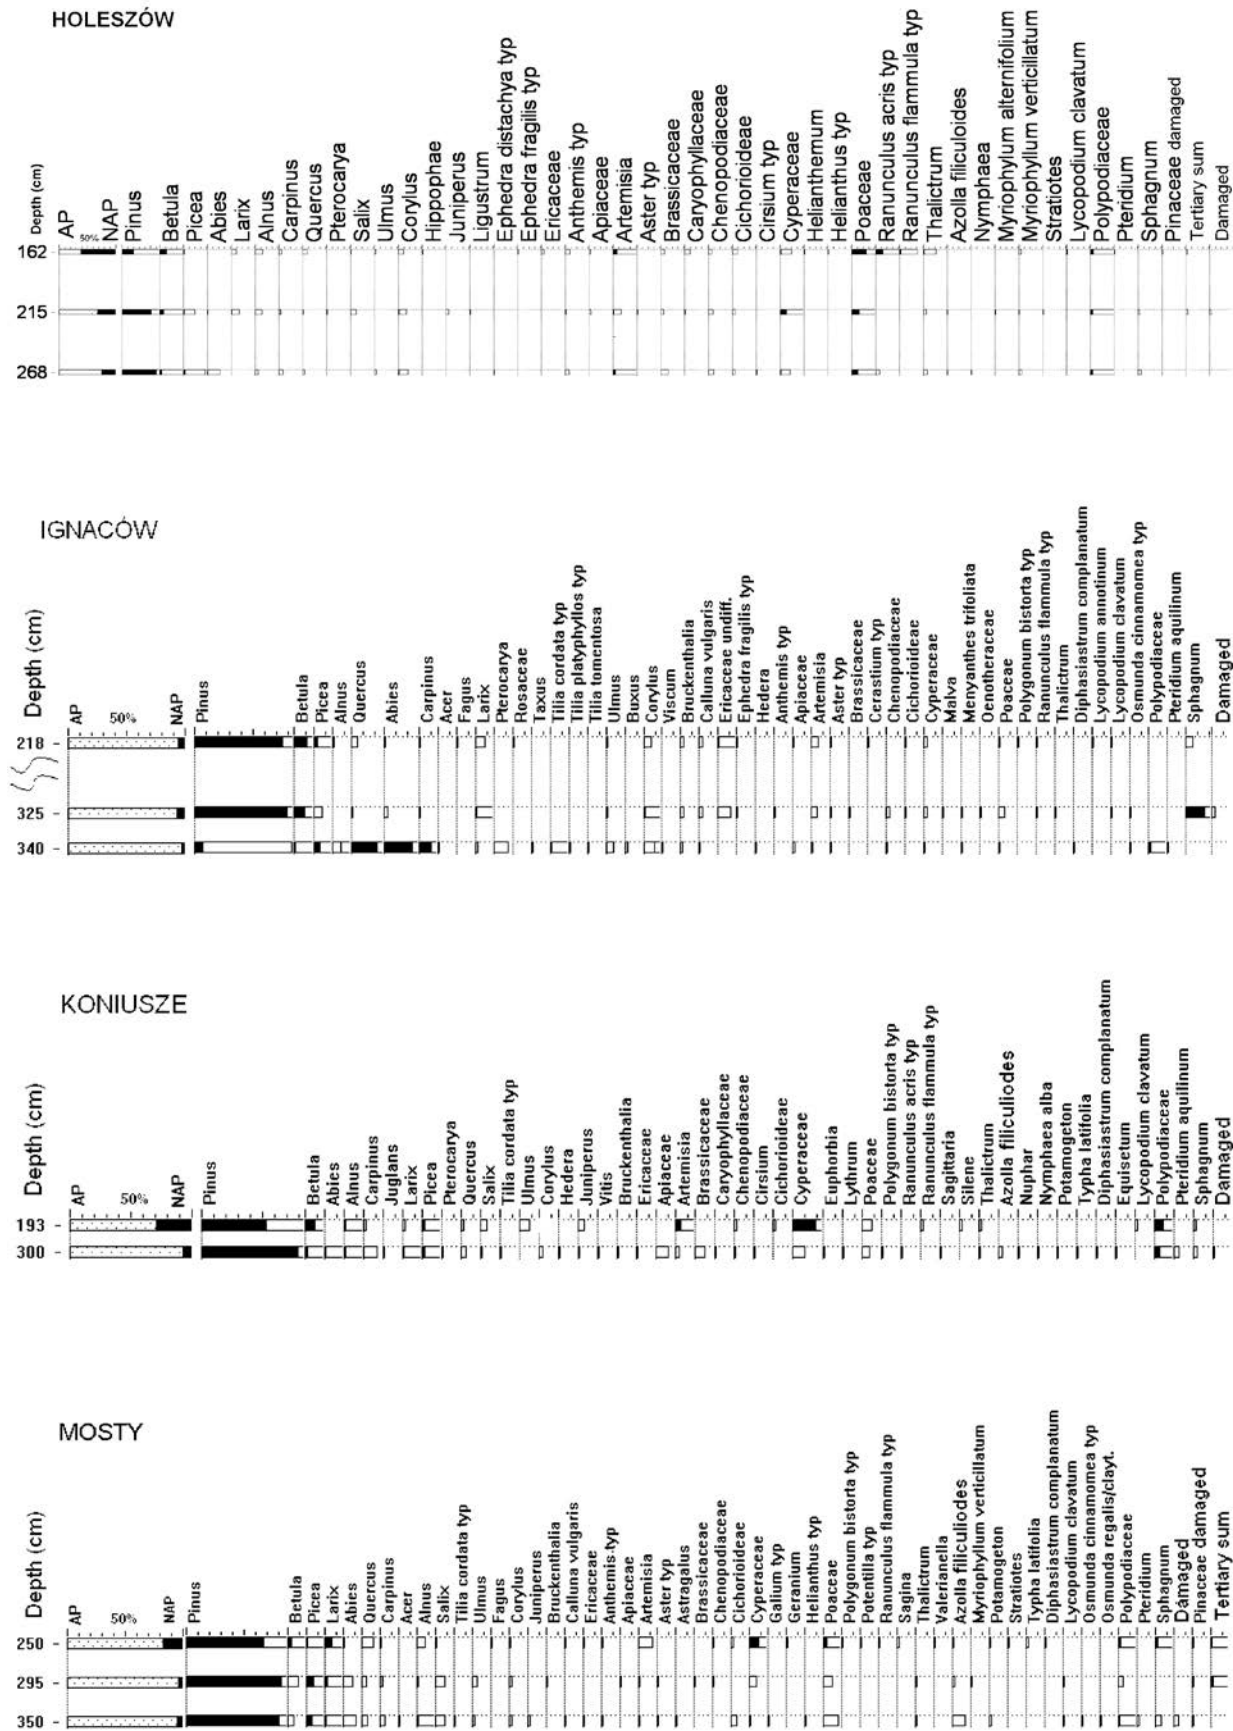 HOLESZÓW
Depth (cm)
AP
50%
NAP
Pinus
Betula
Picea
Abies
Larix
Alnus
Carpinus
Quercus
Pterocarya
Salix
Ulmus
Corylus
Hippophae
Juniperus
Ligustrum
Ephedra distachya typ
Ephedra fragilis typ
Ericaceae
Anthemis typ
Apiaceae
Artemisia
Aster typ
Brassicaceae
Caryophyllaceae
Chenopodiaceae
Cichorioideae
Cirsium typ
Cyperaceae
Helianthemum
Helianthus typ
Poaceae
Ranunculus acris typ
Ranunculus flammula typ
Thalictrum
Azolla filiculoides
Nymphaea
Myriophylum alternifolium
Myriophyllum verticillatum
Stratiotes
Lycopodium clavatum
Polypodiaceae
Pteridium
Sphagnum
Pinaceae damaged
Tertiary sum
Damaged
162
215
268
IGNACÓW
Depth (cm)
AP
50%
NAP
Pinus
Betula
Picea
Alnus
Quercus
Abies
Carpinus
Acer
Fagus
Larix
Pterocarya
Rosaceae
Taxus
Tilia cordata typ
Tilia platyphyllos typ
Tilia tomentosa
Ulmus
Buxus
Corylus
Viscum
Bruckenthalia
Calluna vulgaris
Ericaceae undiff.
Ephedra fragilis typ
Hedera
Anthemis typ
Apiaceae
Artemisia
Aster typ
Brassicaceae
Cerastium typ
Chenopodiaceae
Cichorioideae
Cyperaceae
Malva
Menyanthes trifoliata
Oenotheraceae
Poaceae
Polygonum bistorta typ
Ranunculus flammula typ
Thalictrum
Diphasiastrum complanatum
Lycopodium annotinum
Lycopodium clavatum
Osmunda cinnamomea typ
Polypodiaceae
Pteridium aquilinum
Sphagnum
Damaged
218
325
340
KONIUSZE
Depth (cm)
AP
50%
NAP
Pinus
Betula
Abies
Alnus
Carpinus
Juglans
Larix
Picea
Pterocarya
Quercus
Salix
Tilia cordata typ
Ulmus
Corylus
Hedera
Juniperus
Vitis
Bruckenthalia
Ericaceae
Apiaceae
Artemisia
Brassicaceae
Caryophyllaceae
Chenopodiaceae
Cirsium
Cichorioideae
Cyperaceae
Euphorbia
Lythrum
Poaceae
Polygonum bistorta typ
Ranunculus acris typ
Ranunculus flammula typ
Sagittaria
Silene
Thalictrum
Azolla filiculiodes
Nuphar
Nymphaea alba
Potamogeton
Typha latifolia
Diphasiastrum complanatum
Equisetum
Lycopodium clavatum
Polypodiaceae
Pteridium aquilinum
Sphagnum
Damaged
193
300
MOSTY
Depth (cm)
AP
50%
NAP
Pinus
Betula
Picea
Larix
Abies
Quercus
Carpinus
Acer
Alnus
Salix
Tilia cordata typ
Ulmus
Fagus
Corylus
Juniperus
Bruckenthalia
Calluna vulgaris
Ericaceae
Anthemis typ
Apiaceae
Artemisia
Aster typ
Astragalus
Brassicaceae
Chenopodiaceae
Cichorioideae
Cyperaceae
Galium typ
Geranium
Helianthus typ
Poaceae
Polygonum bistorta typ
Potentilla typ
Ranunculus flammula typ
Sagina
Thalictrum
Valerianella
Azolla filliculiodes
Myriophyllum verticillatum
Potamogeton
Stratiotes
Typha latifolia
Diphasiastrum complanatum
Lycopodium clavatum
Osmunda cinnamomea typ
Osmunda regalis/clayt.
Polypodiaceae
Pteridium
Sphagnum
Damaged
Pinaceae damaged
Tertiary sum
250
295
350